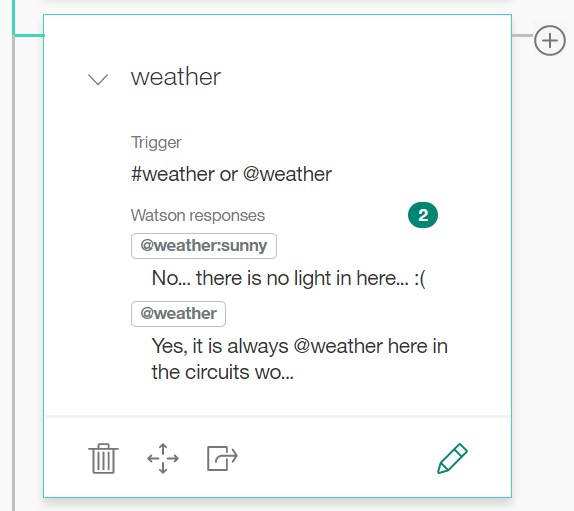 weather
Trigger
#weather or @weather
Watson responses
2
@weather:sunny
No... there is no light in here... :(
@weather
Yes, it is always @weather here in
the circuits wo...